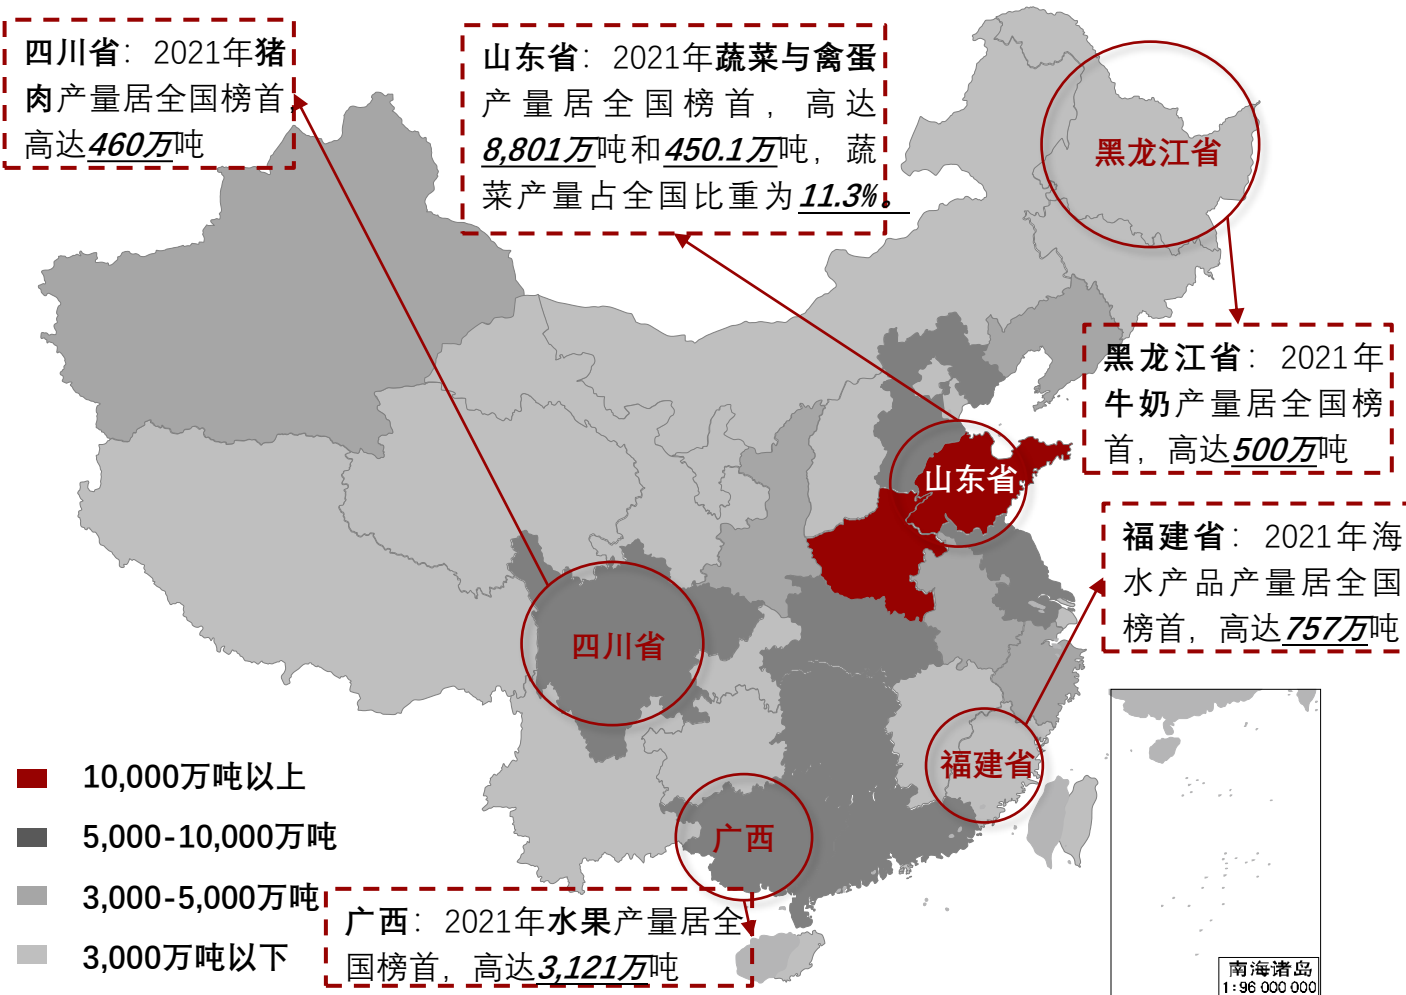 四川省：2021年猪
肉产量居全国榜首，
高达460万吨
山东省：2021年蔬菜与禽蛋
产量居全国榜首，高达
8,801万吨和450.1万吨，蔬
菜产量占全国比重为11.3%。
黑龙江省
黑龙江省：2021年
牛奶产量居全国榜
首，高达500万吨
山东省
福建省：2021年海
水产品产量居全国
榜首，高达757万吨
四川省
福建省
广西
广西：2021年水果产量居全
国榜首，高达3,121万吨
10,000万吨以上
5,000-10,000万吨
3,000-5,000万吨
3,000万吨以下
南海诸岛
1:96 000 000